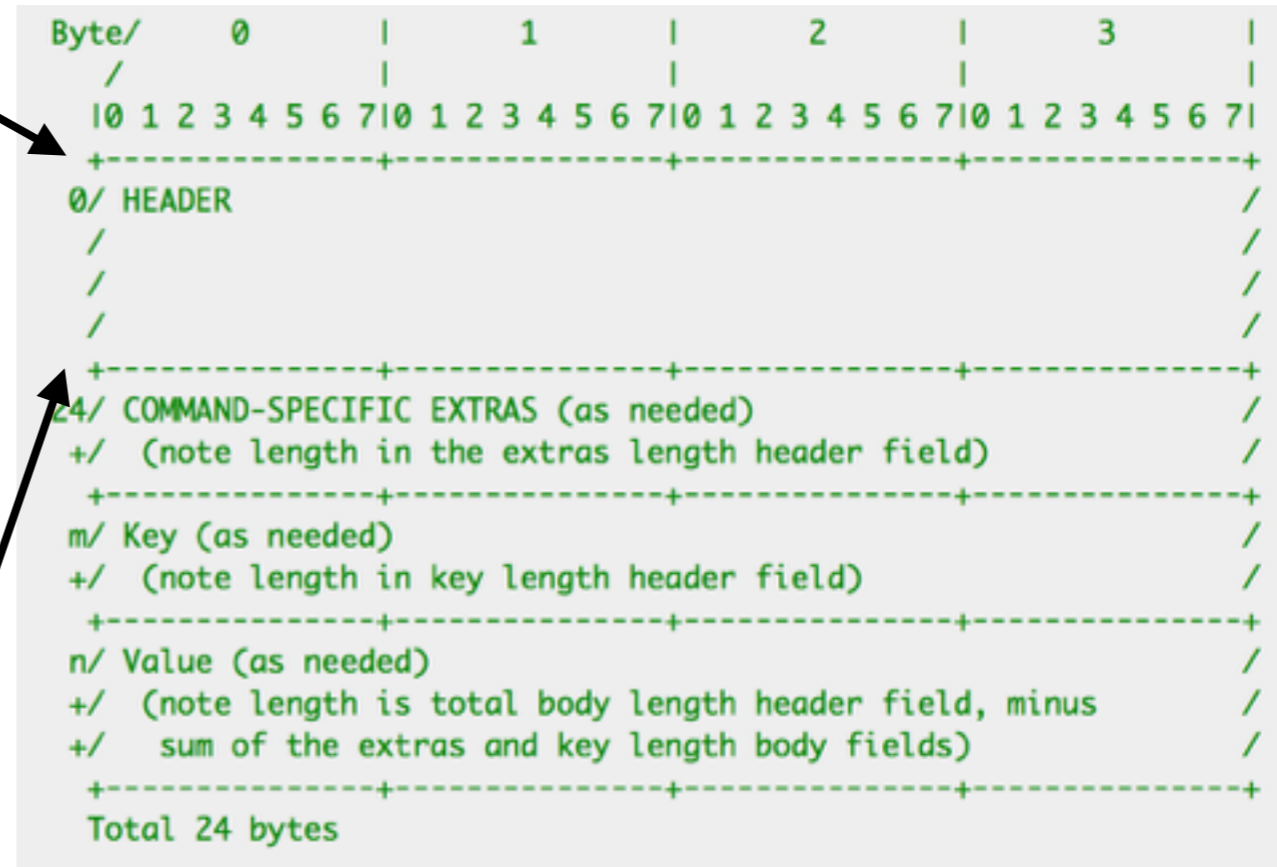 Byte/     0       |       1       |       2       |       3       |
   /              |               |               |               |
  |0 1 2 3 4 5 6 7|0 1 2 3 4 5 6 7|0 1 2 3 4 5 6 7|0 1 2 3 4 5 6 7|
  +---------------+---------------+---------------+---------------+
 0/ HEADER                                                        /
  /                                                               /
  /                                                               /
  /                                                               /
  +---------------+---------------+---------------+---------------+
24/ COMMAND-SPECIFIC EXTRAS (as needed)                           /
 +/  (note length in the extras length header field)              /
  +---------------+---------------+---------------+---------------+
 m/ Key (as needed)                                               /
 +/  (note length in key length header field)                     /
  +---------------+---------------+---------------+---------------+
 n/ Value (as needed)                                             /
 +/  (note length is total body length header field, minus        /
 +/   sum of the extras and key length body fields)               /
  +---------------+---------------+---------------+---------------+
  Total 24 bytes